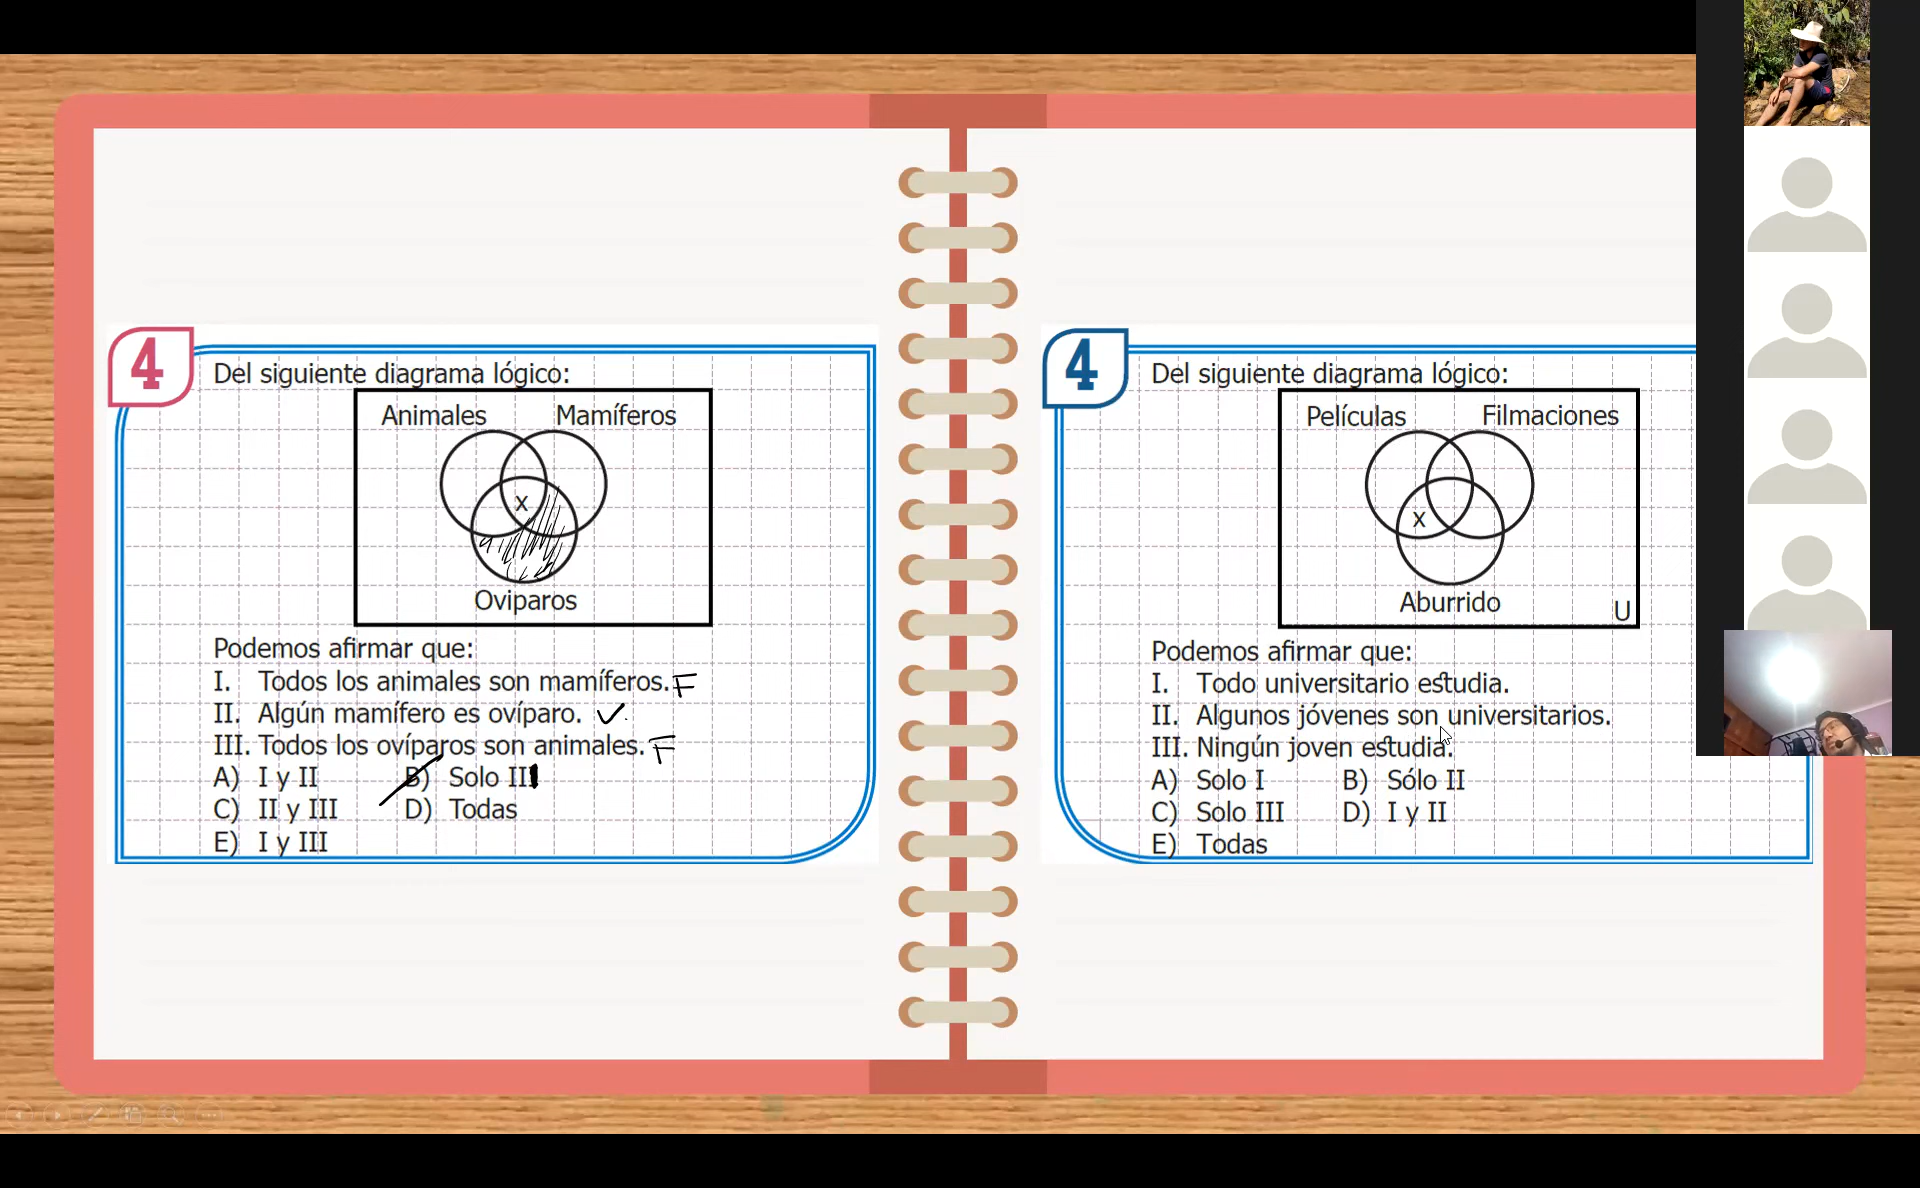 4
Del siguiente diagrama lógico:
Animales Mamíferos
x
Oviparos
Podemos afirmar que:
I. Todos los animales son mamíferos. F
II. Algún mamífero es ovíparo. ✓
III. Todos los ovíparos son animales. F
A) I y II B) Solo II
C) II y III D) Todas
E) I y III
4
Del siguiente diagrama lógico:
Películas Filmaciones
x
Aburrido
U
Podemos afirmar que:
I. Todo universitario estudia.
II. Algunos jóvenes son universitarios.
III. Ningún joven estudia.
A) Solo I B) Sólo II
C) Solo III D) I y II
E) Todas